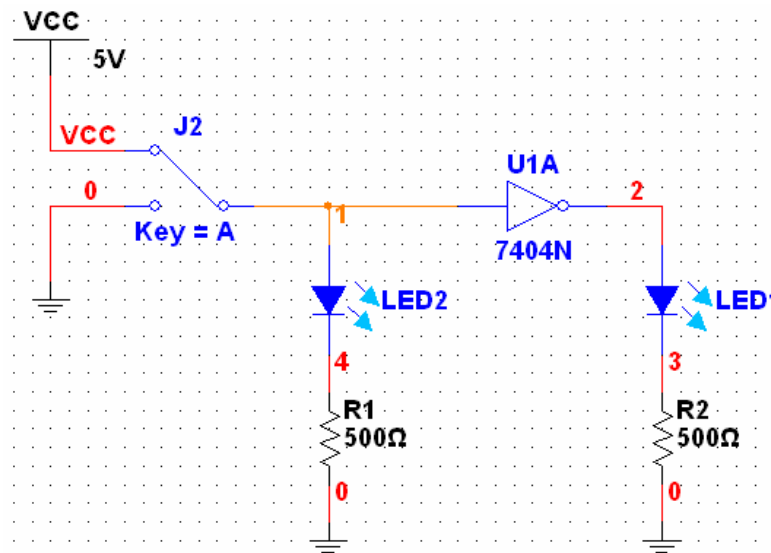 VCC
5V
VCC
J2
0
Key = A
1
U1A
7404N
2
LED2
LED1
4
3
R1
500Ω
R2
500Ω
0
0